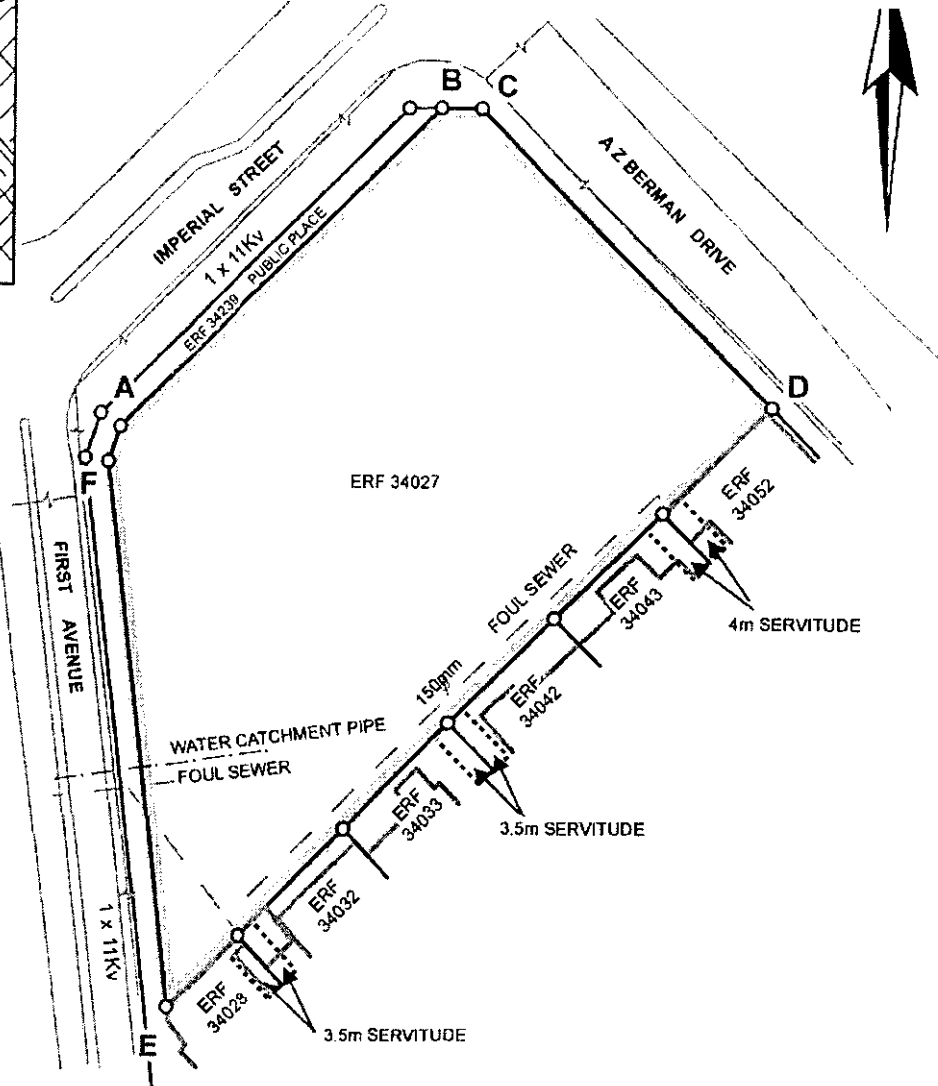 B
C
A Z BERMAN DRIVE
IMPERIAL STREET
1 x 11Kv
ERF 34239 PUBLIC PLACE
A
D
F
ERF 34027
ERF
34052
FIRST AVENUE
FOUL SEWER
ERF
34043
4m SERVITUDE
150mm
ERF
34042
WATER CATCHMENT PIPE
FOUL SEWER
ERF
34033
3.5m SERVITUDE
ERF
34032
1 x 11Kv
ERF
34028
3.5m SERVITUDE
E